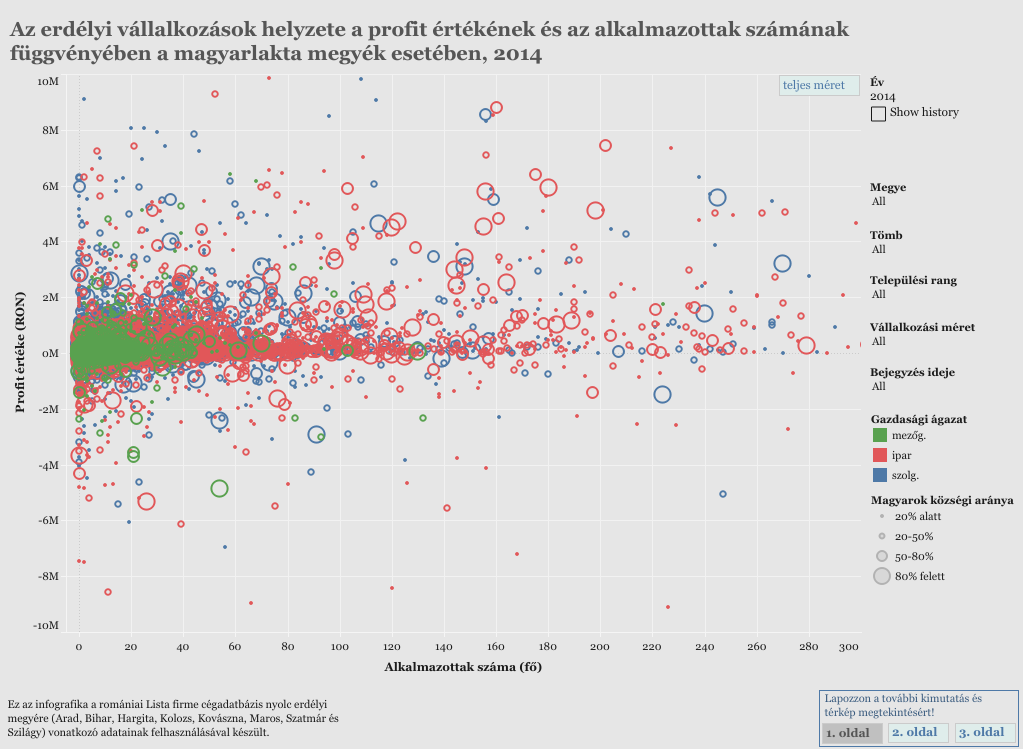 Az erdélyi vállalkozások helyzete a profit értékének és az alkalmazottak számának
függvényében a magyarlakta megyék esetében, 2014
teljes méret
Év
2014
Show history
Megye
All
Tömb
All
Települési rang
All
Vállalkozási méret
All
Bejegyzés ideje
All
Gazdasági ágazat
mezőg.
ipar
szolg.
Magyarok községi aránya
20% alatt
20-50%
50-80%
80% felett
Profit értéke (RON)
10M
8M
6M
4M
2M
0M
-2M
-4M
-6M
-8M
-10M
0 20 40 60 80 100 120 140 160 180 200 220 240 260 280 300
Alkalmazottak száma (fő)
Ez az infografika a romániai Lista firme cégadatbázis nyolc erdélyi
megyére (Arad, Bihar, Hargita, Kolozs, Kovászna, Maros, Szatmár és
Szilágy) vonatkozó adatainak felhasználásával készült.
Lapozzon a további kimutatás és
térkép megtekintésért!
1. oldal 2. oldal 3. oldal